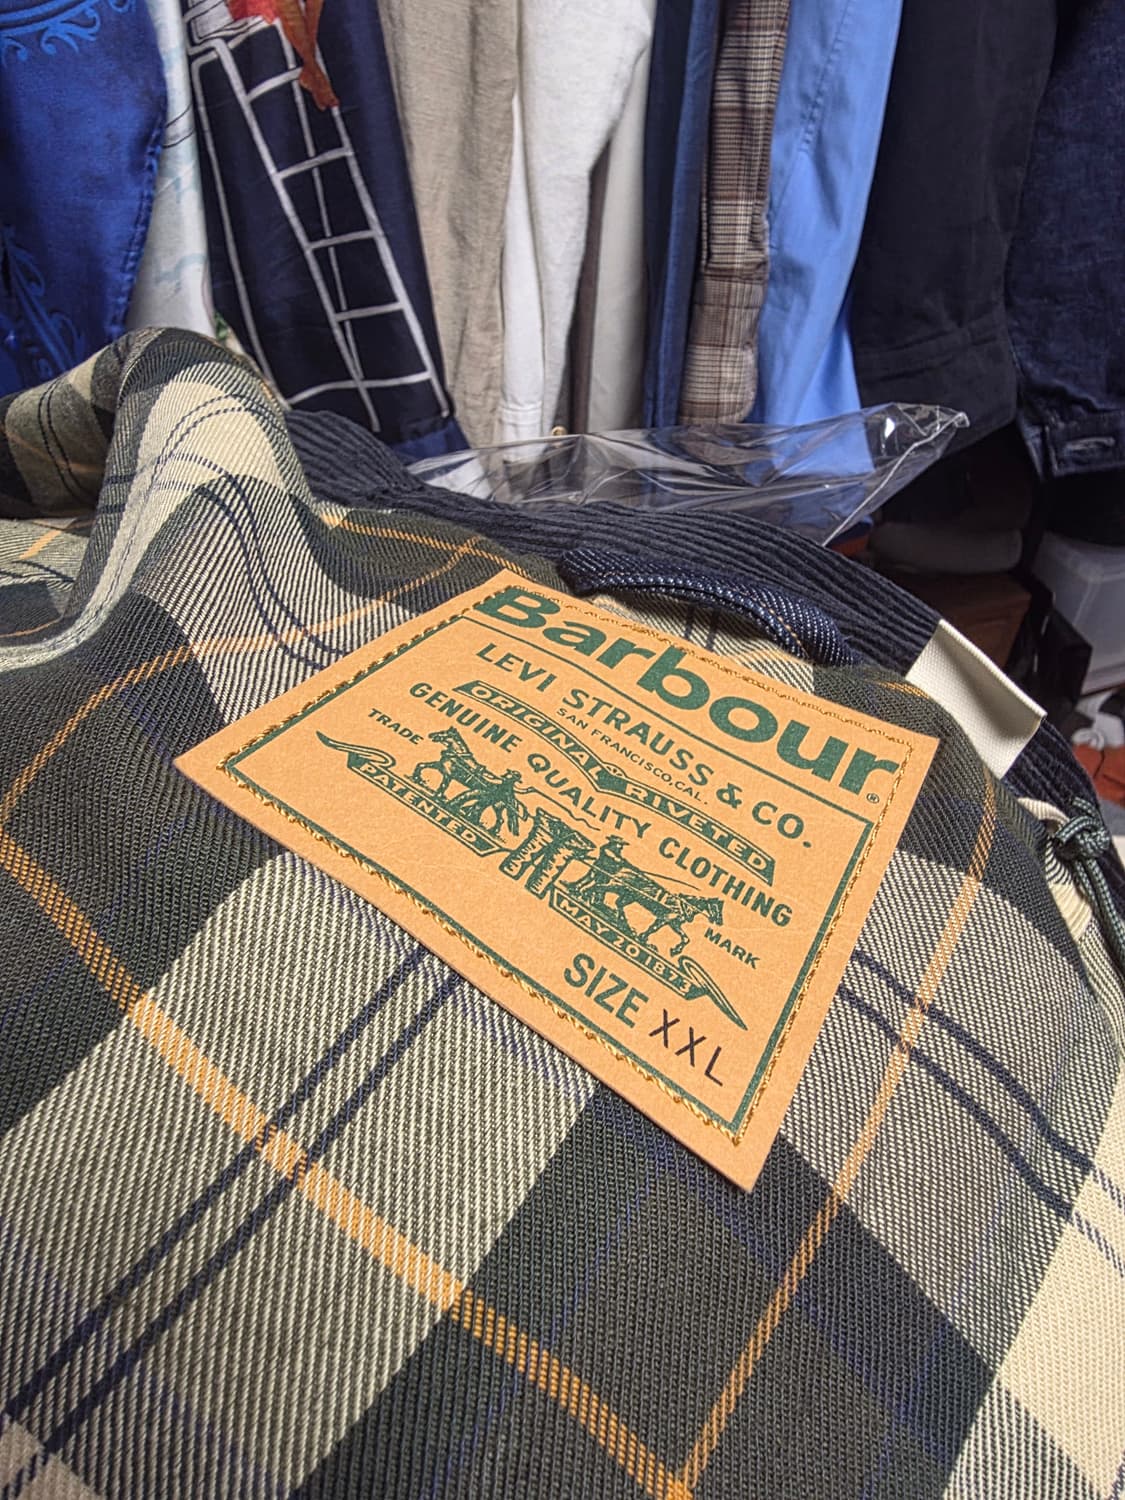 Barbour®
LEVI STRAUSS & CO.
SAN FRANCISCO, CAL.
ORIGINAL RIVETED
GENUINE QUALITY CLOTHING
TRADE MARK
PATENTED MAY 20 1873
SIZE XXL